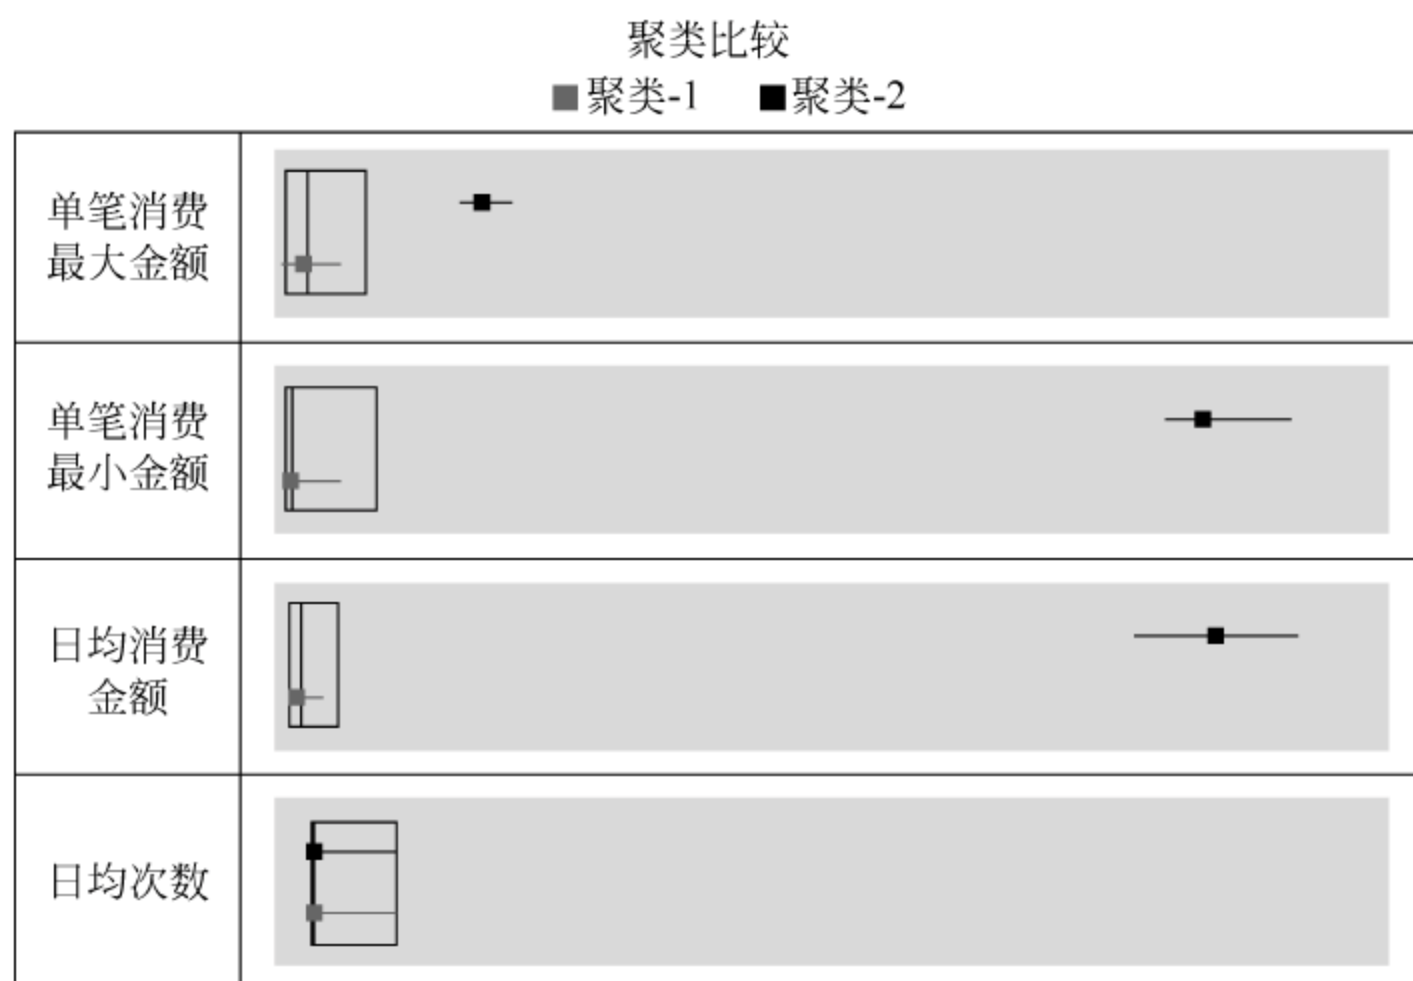 聚类比较
聚类-1 聚类-2
单笔消费
最大金额
单笔消费
最小金额
日均消费
金额
日均次数